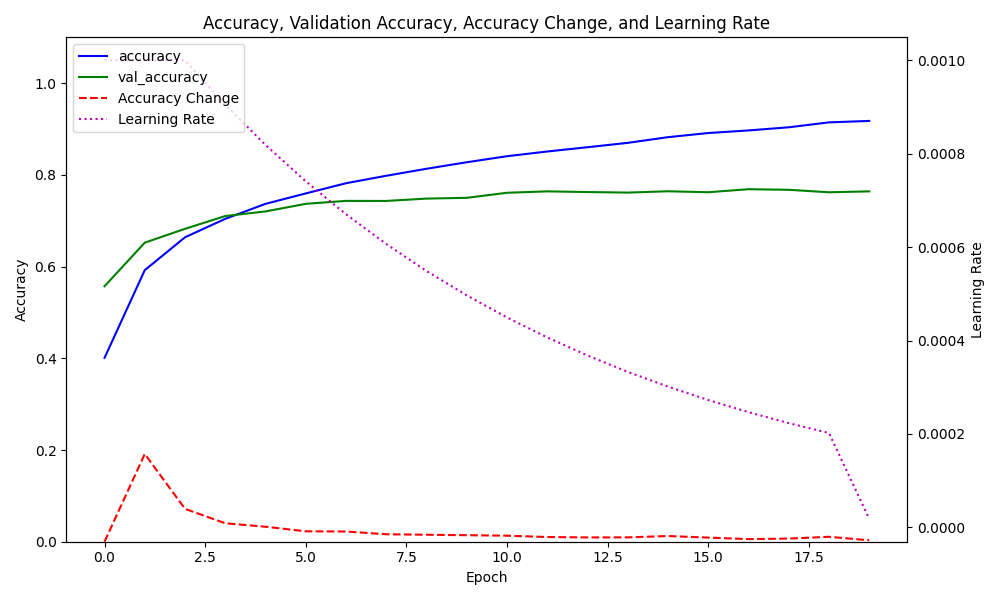 Accuracy, Validation Accuracy, Accuracy Change, and Learning Rate
accuracy
val_accuracy
Accuracy Change
Learning Rate
1.0
0.8
0.6
0.4
0.2
0.0
Accuracy
0.0010
0.0008
0.0006
0.0004
0.0002
0.0000
Learning Rate
0.0 2.5 5.0 7.5 10.0 12.5 15.0 17.5
Epoch